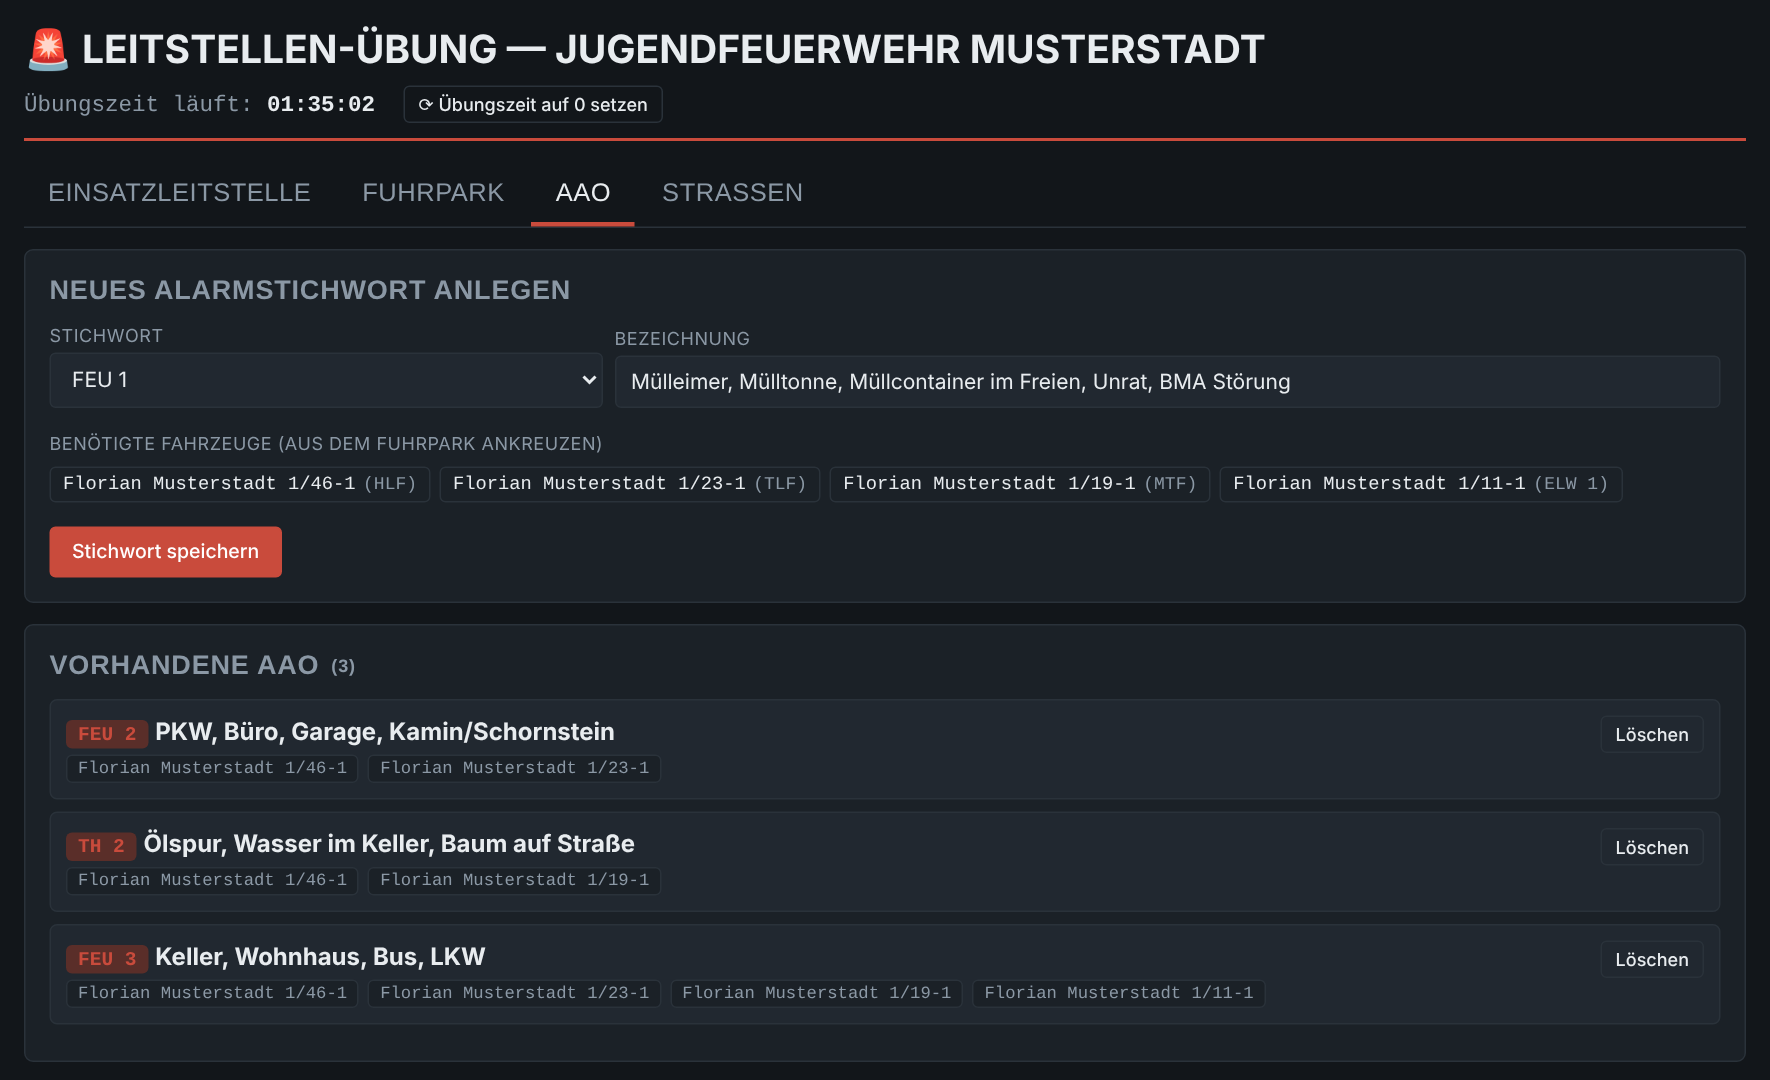 🚨 LEITSTELLEN-ÜBUNG — JUGENDFEUERWEHR MUSTERSTADT
Übungszeit läuft: 01:35:02 ⟳ Übungszeit auf 0 setzen
EINSATZLEITSTELLE FUHRPARK AAO STRASSEN
NEUES ALARMSTICHWORT ANLEGEN
STICHWORT BEZEICHNUNG
FEU 1 Mülleimer, Mülltonne, Müllcontainer im Freien, Unrat, BMA Störung
BENÖTIGTE FAHRZEUGE (AUS DEM FUHRPARK ANKREUZEN)
Florian Musterstadt 1/46-1 (HLF) Florian Musterstadt 1/23-1 (TLF) Florian Musterstadt 1/19-1 (MTF) Florian Musterstadt 1/11-1 (ELW 1)
Stichwort speichern
VORHANDENE AAO (3)
FEU 2 PKW, Büro, Garage, Kamin/Schornstein Löschen
Florian Musterstadt 1/46-1 Florian Musterstadt 1/23-1
TH 2 Ölspur, Wasser im Keller, Baum auf Straße Löschen
Florian Musterstadt 1/46-1 Florian Musterstadt 1/19-1
FEU 3 Keller, Wohnhaus, Bus, LKW Löschen
Florian Musterstadt 1/46-1 Florian Musterstadt 1/23-1 Florian Musterstadt 1/19-1 Florian Musterstadt 1/11-1